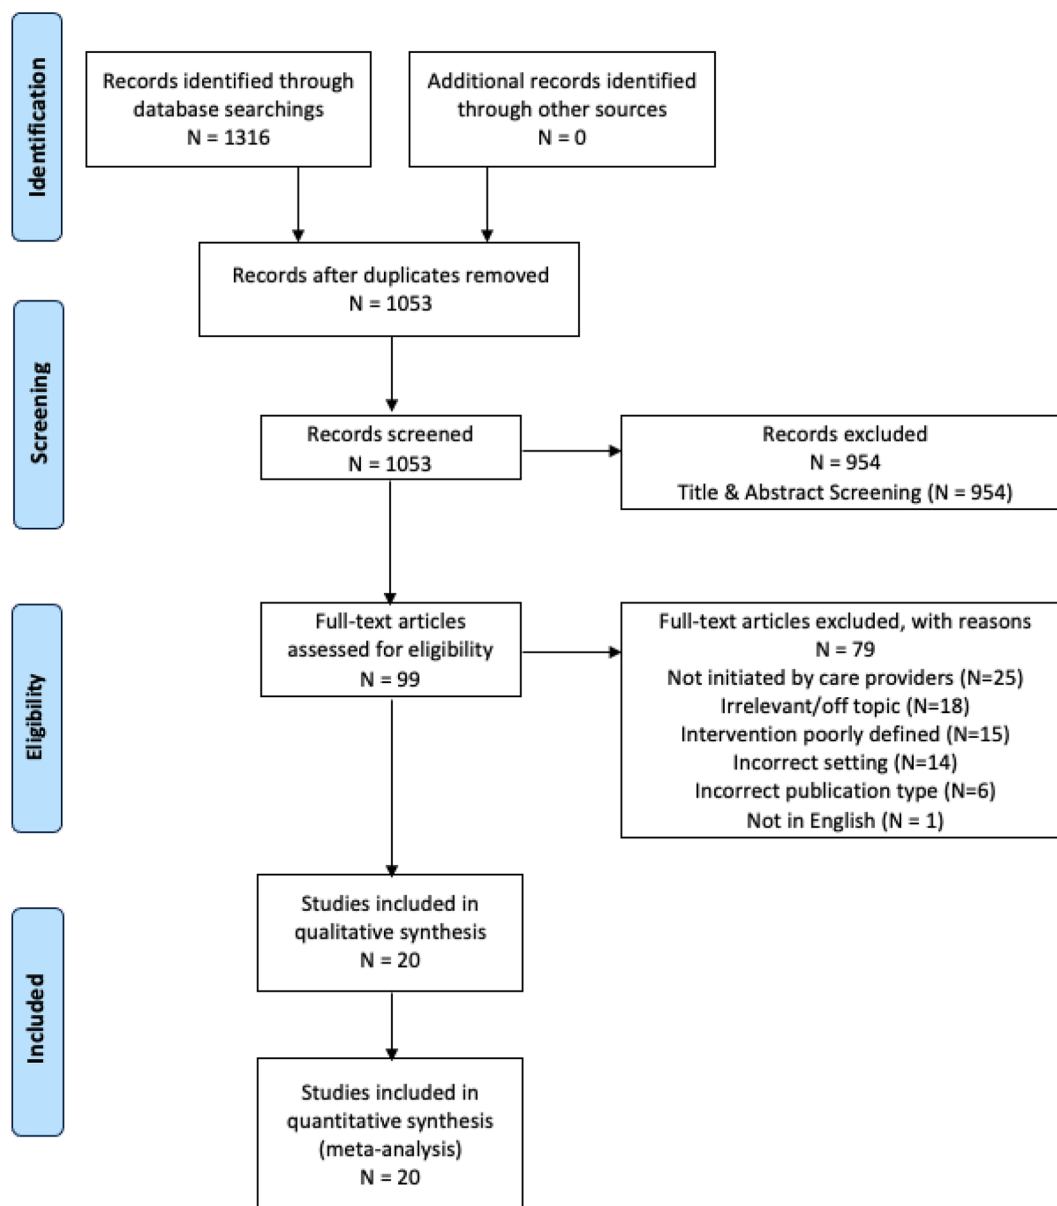 Identification
Records identified through
database searchings
N = 1316
Additional records identified
through other sources
N = 0
Records after duplicates removed
N = 1053
Screening
Records screened
N = 1053
Records excluded
N = 954
Title & Abstract Screening (N = 954)
Eligibility
Full-text articles
assessed for eligibility
N = 99
Full-text articles excluded, with reasons
N = 79
Not initiated by care providers (N=25)
Irrelevant/off topic (N=18)
Intervention poorly defined (N=15)
Incorrect setting (N=14)
Incorrect publication type (N=6)
Not in English (N = 1)
Included
Studies included in
qualitative synthesis
N = 20
Studies included in
quantitative synthesis
(meta-analysis)
N = 20